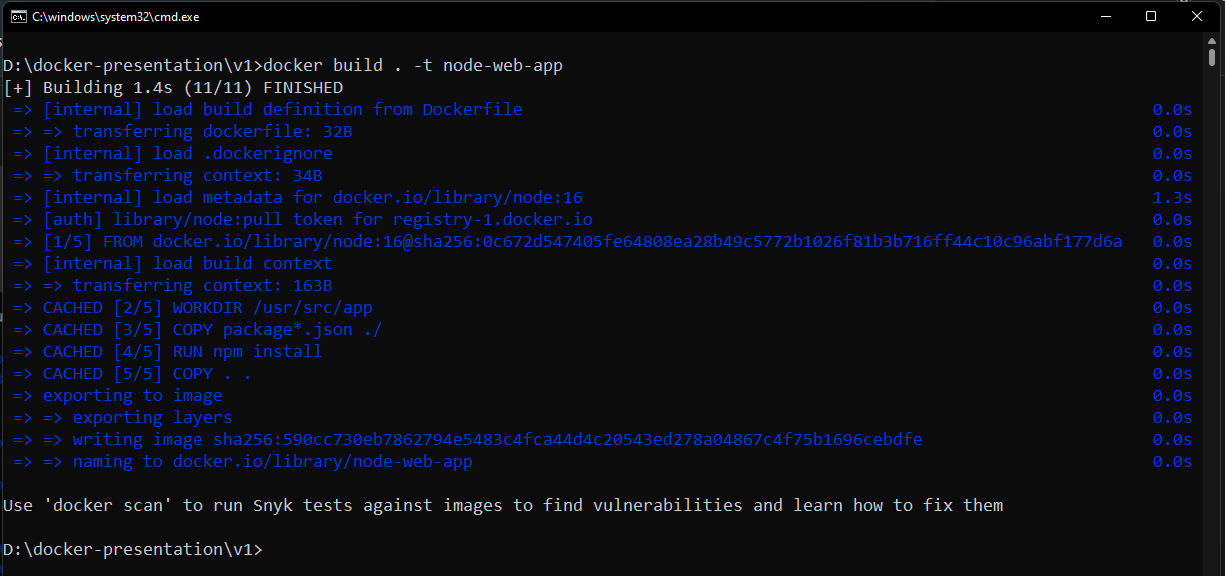 C:\windows\system32\cmd.exe
D:\docker-presentation\v1>docker build . -t node-web-app
[+] Building 1.4s (11/11) FINISHED
=> [internal] load build definition from Dockerfile 0.0s
=> => transferring dockerfile: 32B 0.0s
=> [internal] load .dockerignore 0.0s
=> => transferring context: 34B 0.0s
=> [internal] load metadata for docker.io/library/node:16 1.3s
=> [auth] library/node:pull token for registry-1.docker.io 0.0s
=> [1/5] FROM docker.io/library/node:16@sha256:0c672d547405fe64808ea28b49c5772b1026f81b3b716ff44c10c96abf177d6a 0.0s
=> [internal] load build context 0.0s
=> => transferring context: 163B 0.0s
=> CACHED [2/5] WORKDIR /usr/src/app 0.0s
=> CACHED [3/5] COPY package*.json ./ 0.0s
=> CACHED [4/5] RUN npm install 0.0s
=> CACHED [5/5] COPY . . 0.0s
=> exporting to image 0.0s
=> => exporting layers 0.0s
=> => writing image sha256:590cc730eb7862794e5483c4fca44d4c20543ed278a04867c4f75b1696cebdfe 0.0s
=> => naming to docker.io/library/node-web-app 0.0s
Use 'docker scan' to run Snyk tests against images to find vulnerabilities and learn how to fix them
D:\docker-presentation\v1>